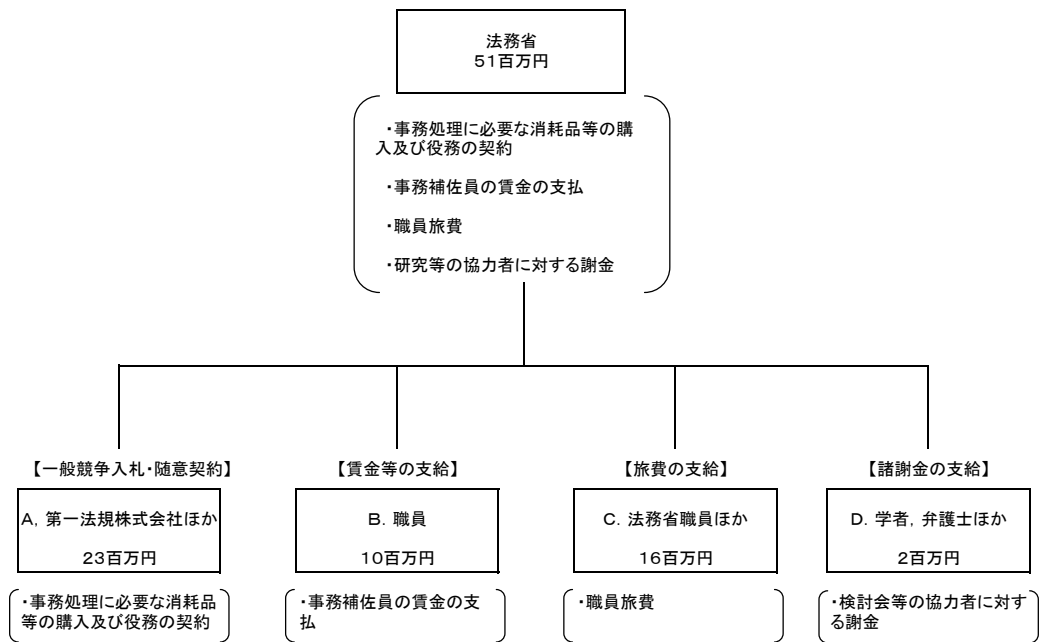 法務省
51百万円
・事務処理に必要な消耗品等の購
入及び役務の契約
・事務補佐員の賃金の支払
・職員旅費
・研究等の協力者に対する謝金
【一般競争入札・随意契約】
A．第一法規株式会社ほか
23百万円
・事務処理に必要な消耗品
等の購入及び役務の契約
【賃金等の支給】
B．職員
10百万円
・事務補佐員の賃金の支
払
【旅費の支給】
C．法務省職員ほか
16百万円
・職員旅費
【諸謝金の支給】
D．学者，弁護士ほか
2百万円
・検討会等の協力者に対す
る謝金